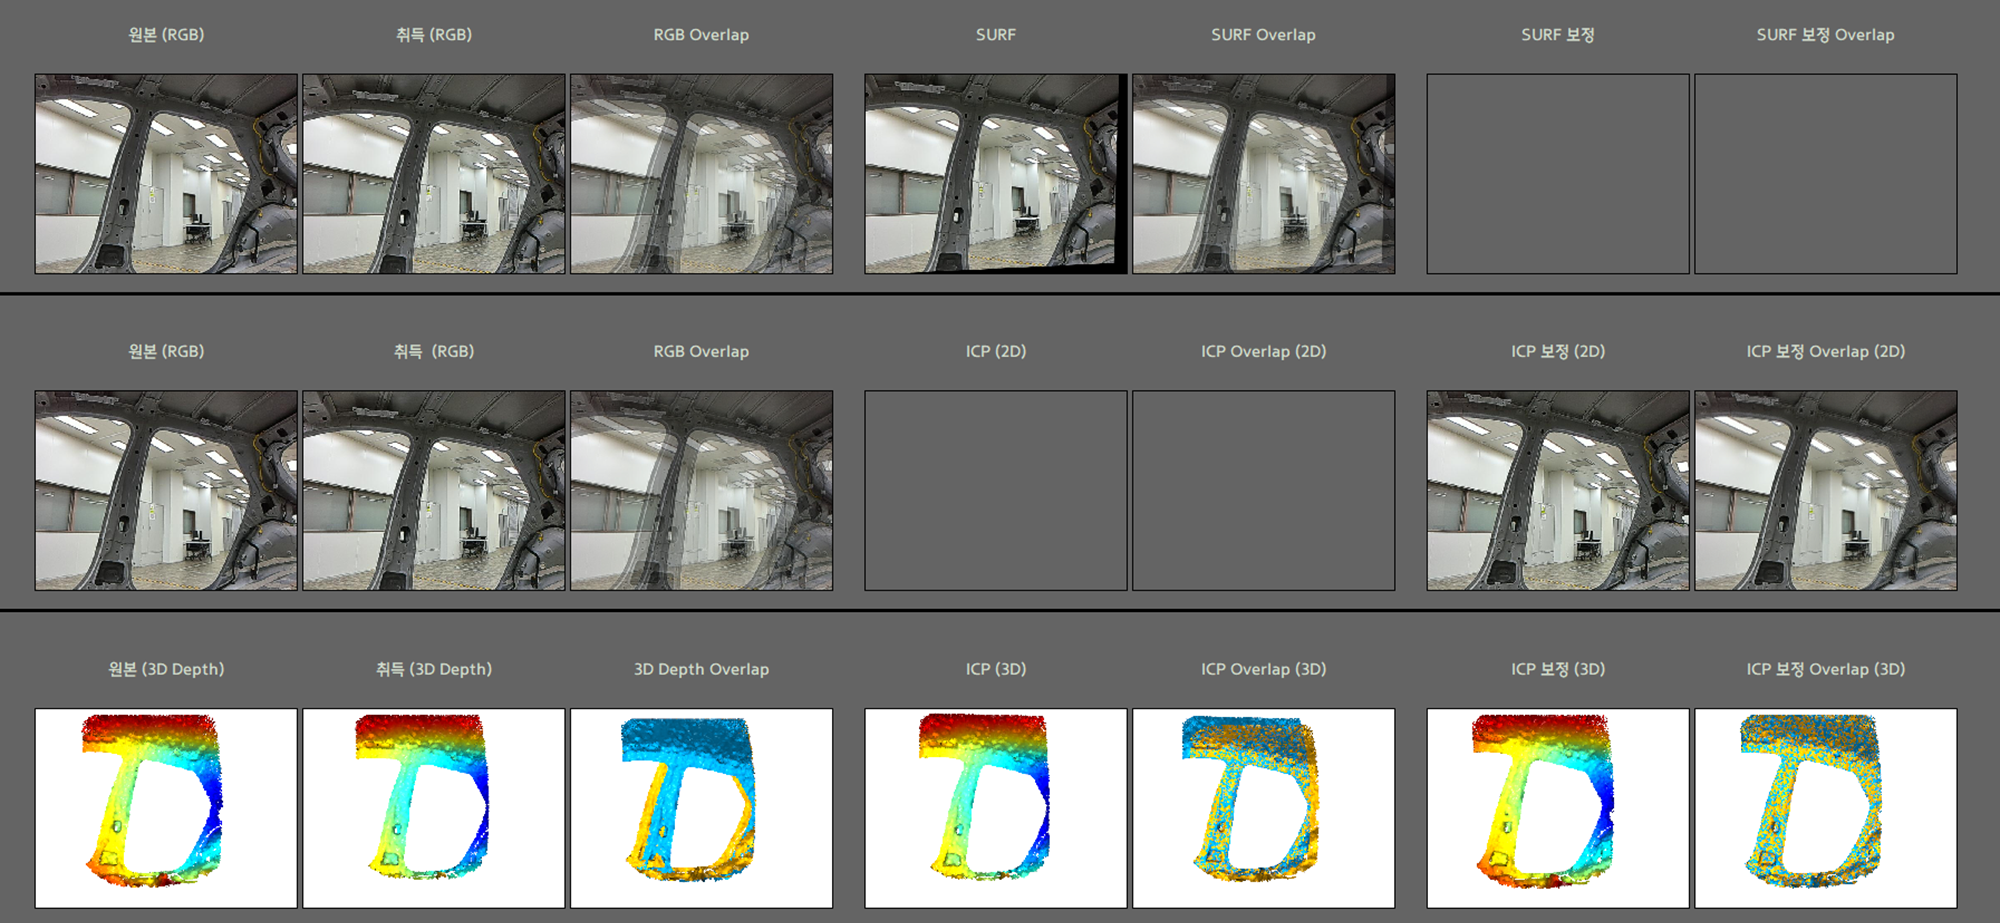 원본 (RGB) 취득 (RGB) RGB Overlap SURF SURF Overlap SURF 보정 SURF 보정 Overlap
원본 (RGB) 취득 (RGB) RGB Overlap ICP (2D) ICP Overlap (2D) ICP 보정 (2D) ICP 보정 Overlap (2D)
원본 (3D Depth) 취득 (3D Depth) 3D Depth Overlap ICP (3D) ICP Overlap (3D) ICP 보정 (3D) ICP 보정 Overlap (3D)